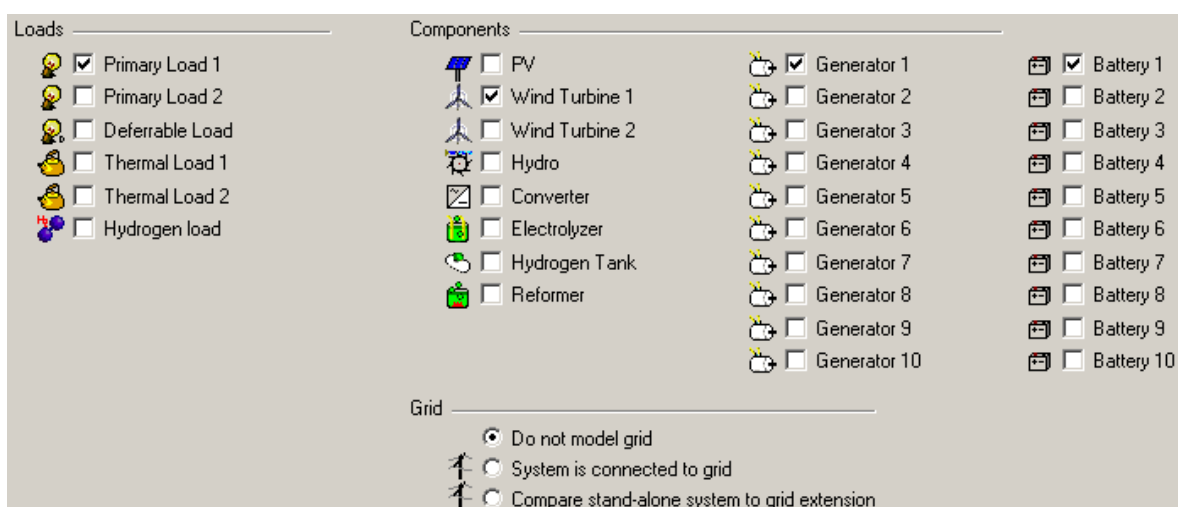 Loads
Primary Load 1
Primary Load 2
Deferrable Load
Thermal Load 1
Thermal Load 2
Hydrogen load
Components
PV
Wind Turbine 1
Wind Turbine 2
Hydro
Converter
Electrolyzer
Hydrogen Tank
Reformer
Generator 1
Generator 2
Generator 3
Generator 4
Generator 5
Generator 6
Generator 7
Generator 8
Generator 9
Generator 10
Battery 1
Battery 2
Battery 3
Battery 4
Battery 5
Battery 6
Battery 7
Battery 8
Battery 9
Battery 10
Grid
Do not model grid
System is connected to grid
Compare stand-alone system to grid extension